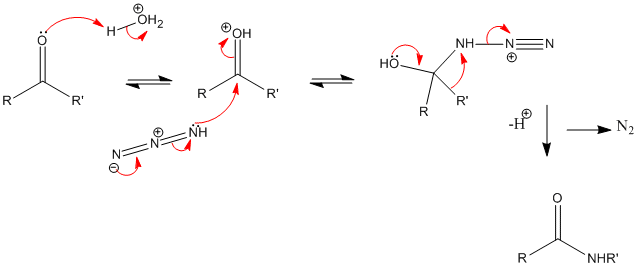 O H OH2 ⊕
R R'
⊕ OH
R R'
N ⊖ N ⊕ NH
HO NH N ⊕ N
R R'
-H⊕ N2
O
R NHR'